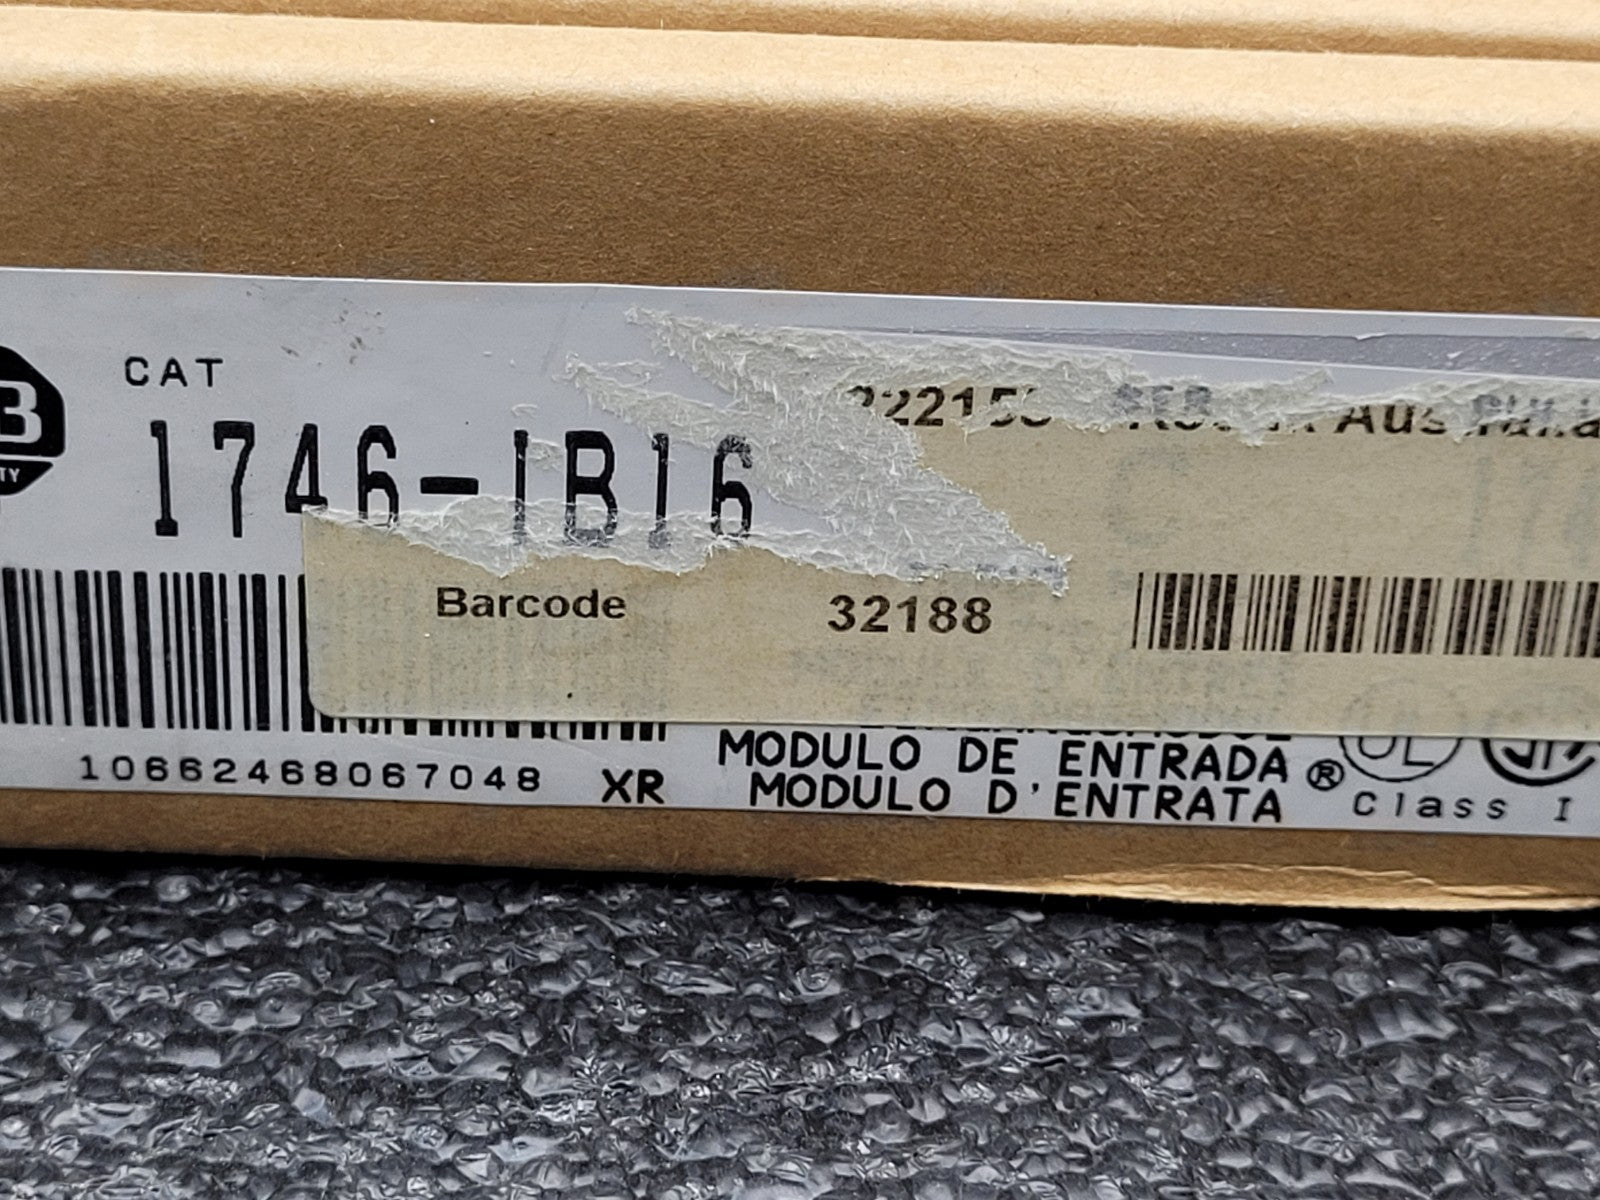 CAT
1746-IB16
Barcode 32188
10662468067048 XR
MODULO DE ENTRADA
MODULO D'ENTRATA
® Class I